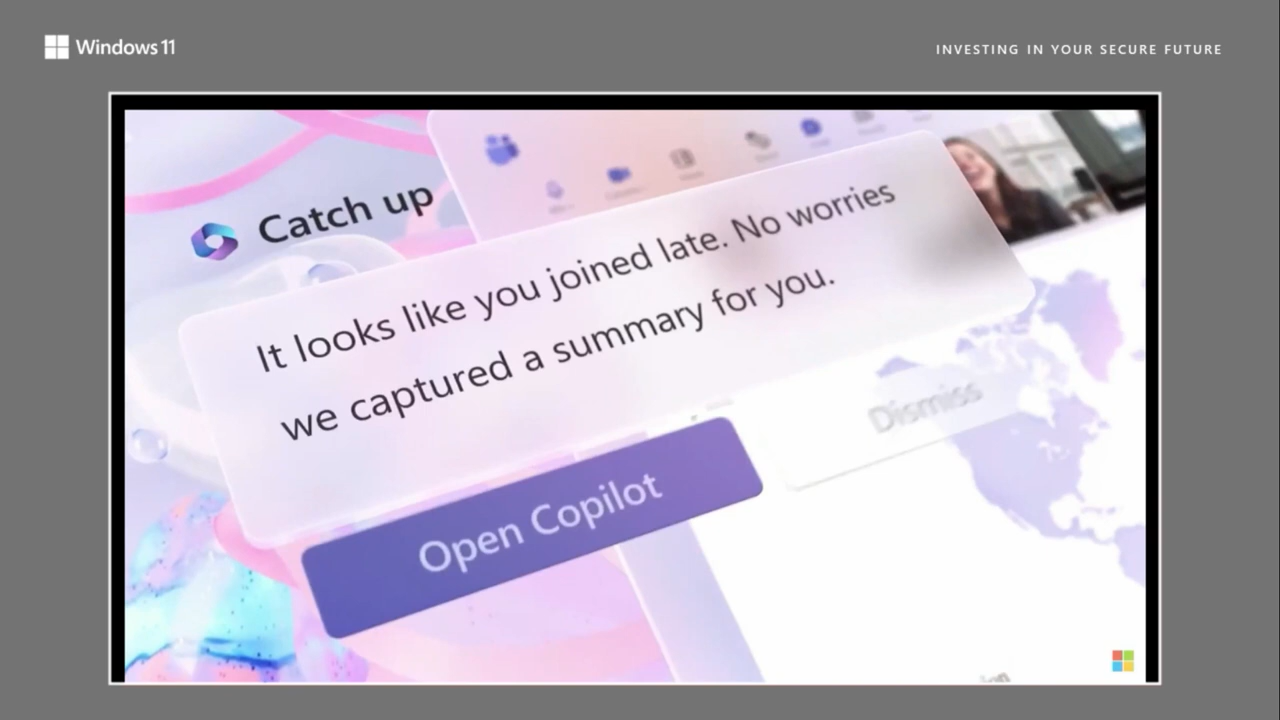 Windows 11
INVESTING IN YOUR SECURE FUTURE
Catch up
It looks like you joined late. No worries
we captured a summary for you.
Dismiss
Open Copilot